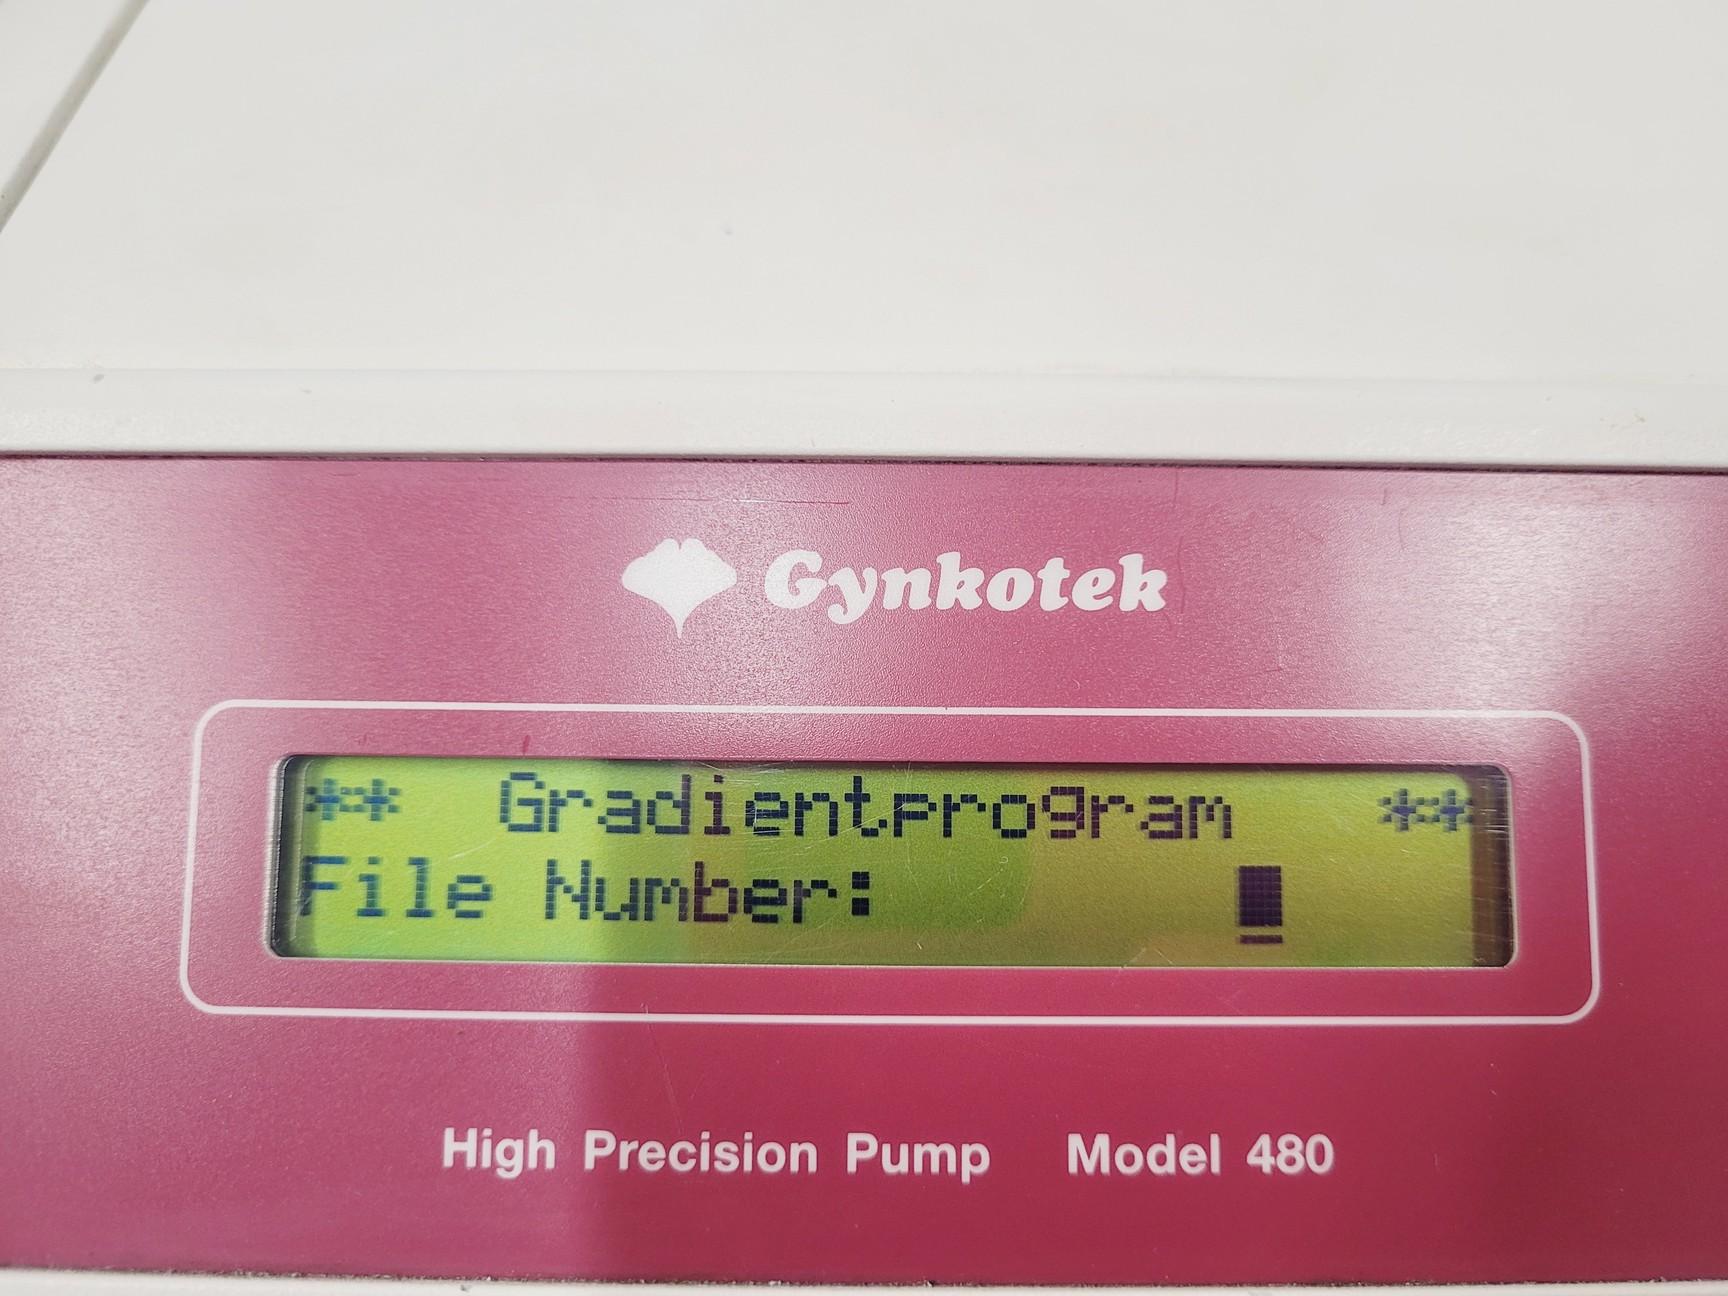 Gynkotek
** Gradientprogram **
File Number:
High Precision Pump Model 480